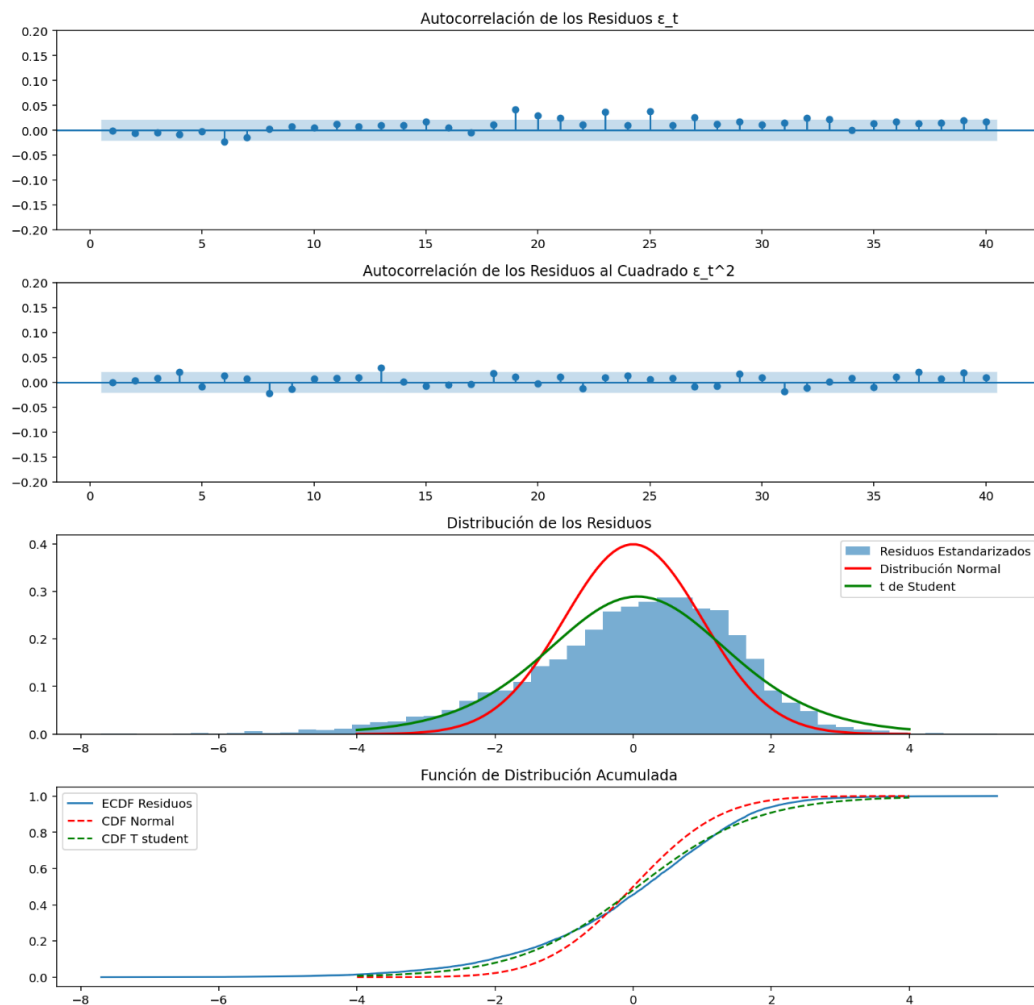 Autocorrelación de los Residuos ε_t
0.20
0.15
0.10
0.05
0.00
−0.05
−0.10
−0.15
−0.20
0 5 10 15 20 25 30 35 40
Autocorrelación de los Residuos al Cuadrado ε_t^2
0.20
0.15
0.10
0.05
0.00
−0.05
−0.10
−0.15
−0.20
0 5 10 15 20 25 30 35 40
Distribución de los Residuos
0.4
0.3
0.2
0.1
0.0
Residuos Estandarizados
Distribución Normal
t de Student
−8 −6 −4 −2 0 2 4
Función de Distribución Acumulada
1.0
0.8
0.6
0.4
0.2
0.0
ECDF Residuos
CDF Normal
CDF T student
−8 −6 −4 −2 0 2 4